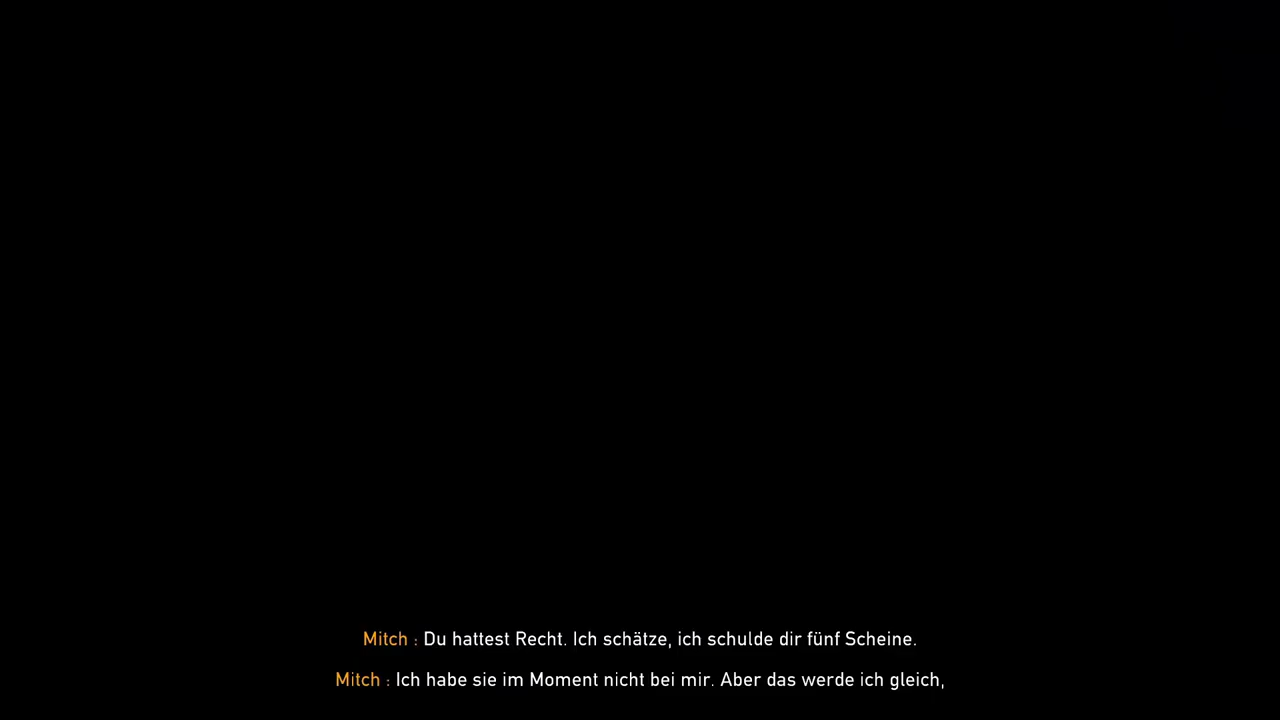 Mitch : Du hattest Recht. Ich schätze, ich schulde dir fünf Scheine.
Mitch : Ich habe sie im Moment nicht bei mir. Aber das werde ich gleich,